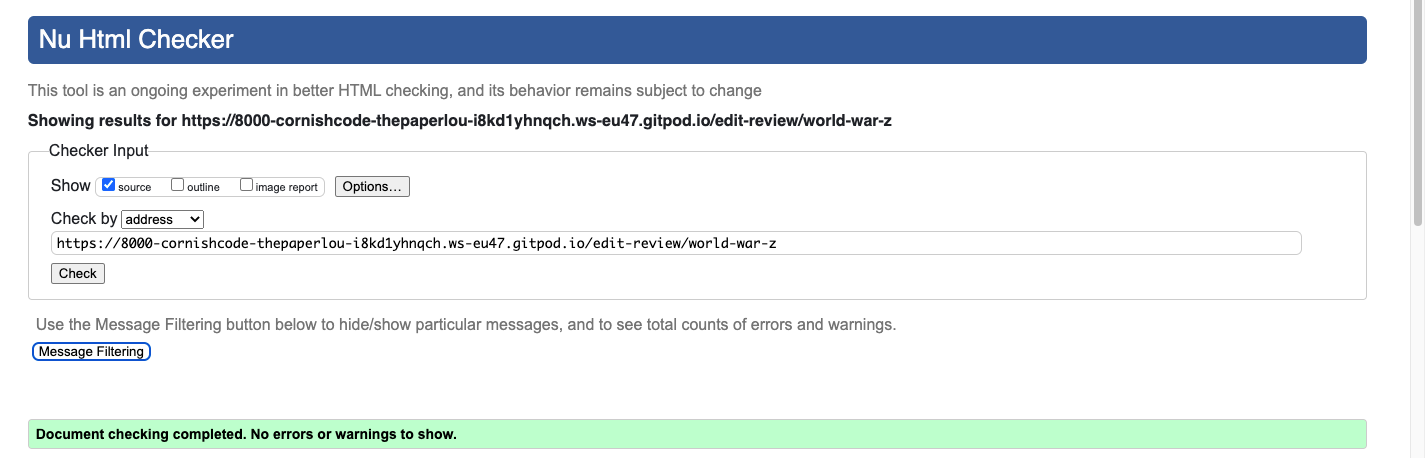 Nu Html Checker
This tool is an ongoing experiment in better HTML checking, and its behavior remains subject to change
Showing results for https://8000-cornishcode-thepaperlou-i8kd1yhnqch.ws-eu47.gitpod.io/edit-review/world-war-z
Checker Input
Show source outline image report Options...
Check by address
https://8000-cornishcode-thepaperlou-i8kd1yhnqch.ws-eu47.gitpod.io/edit-review/world-war-z
Check
Use the Message Filtering button below to hide/show particular messages, and to see total counts of errors and warnings.
Message Filtering
Document checking completed. No errors or warnings to show.